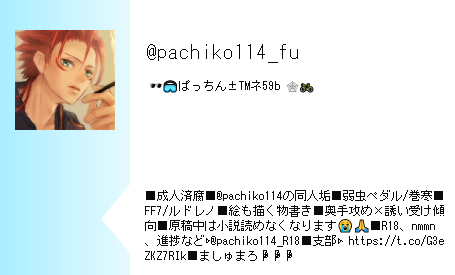 @pachiko114_fu
🕶🥽ぱっちん±TMネ59b 🏐🚵
■成人済腐■@pachiko114の同人垢■弱虫ペダル/巻寒■
FF7/ルドレノ■絵も描く物書き■奥手攻め×誘い受け傾
向■原稿中は小説読めなくなります😭🙏■R18、nmmn
、進捗など▹@pachiko114_R18■支部▹ https://t.co/G3e
ZKZ7RIk■ましゅまろ